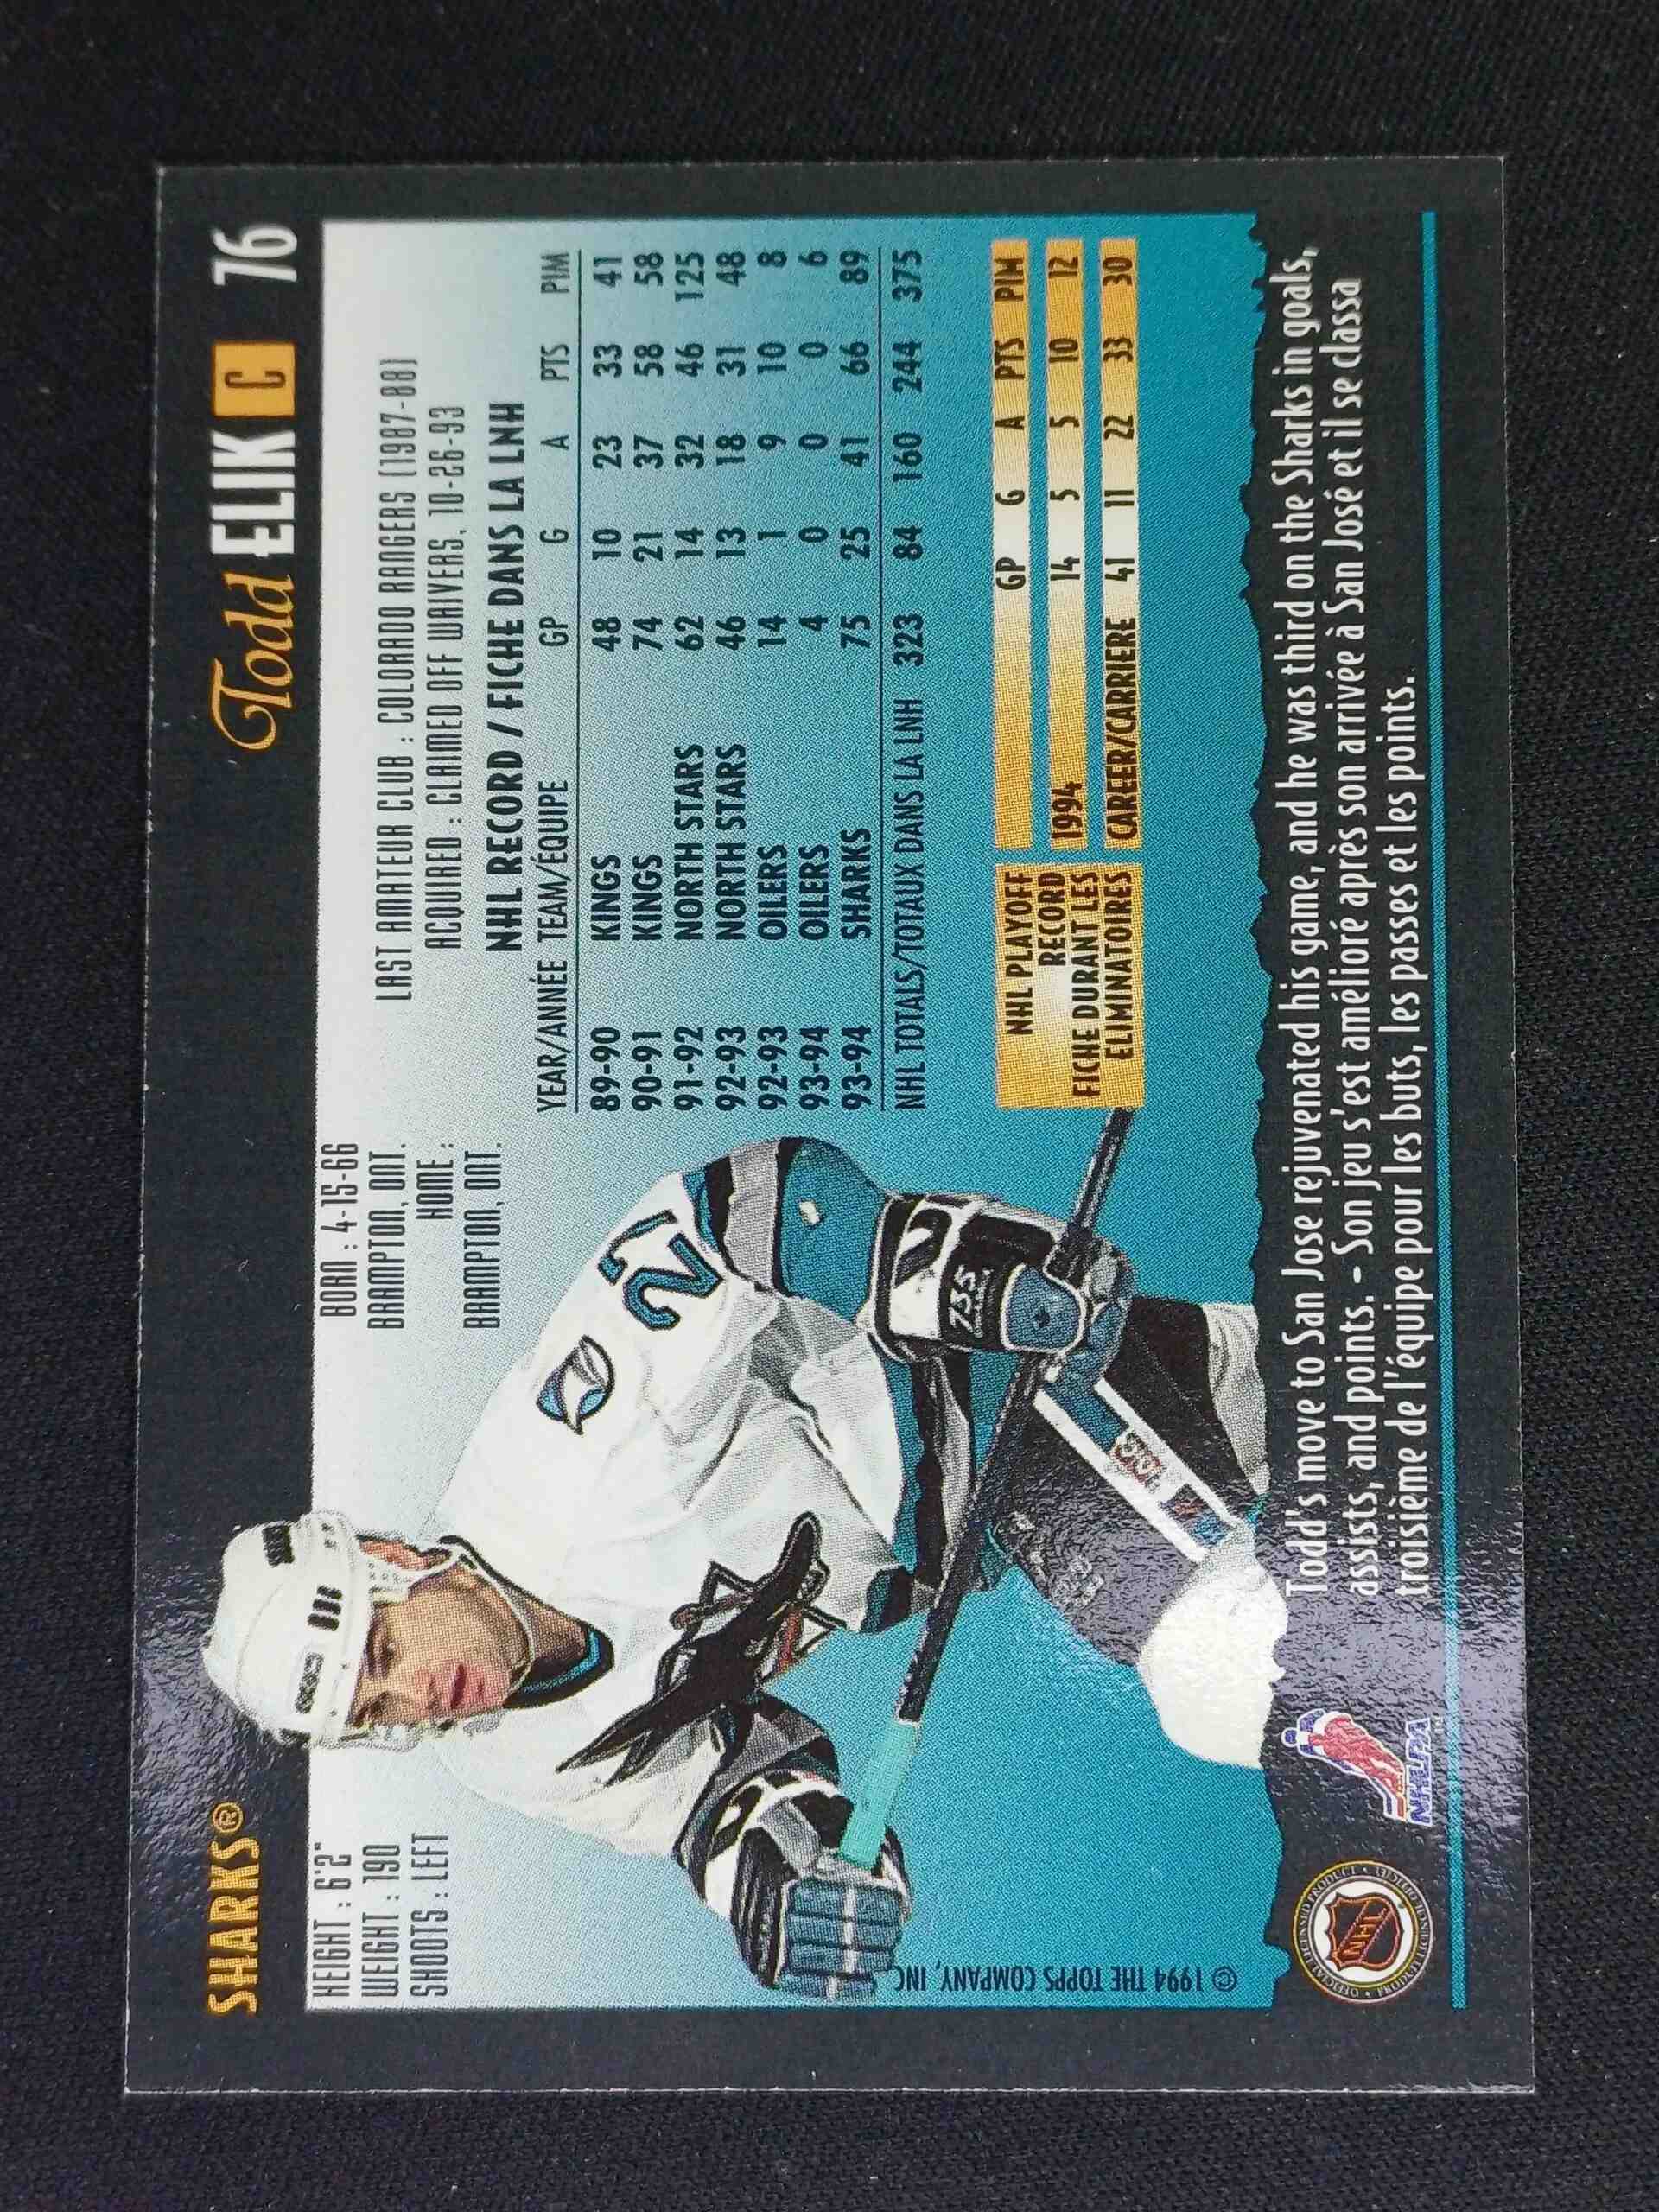 SHARKS®
Todd ELIK C 76
HEIGHT : 6'2"
WEIGHT : 190
SHOOTS : LEFT
BORN : 4-15-66
BRAMPTON, ONT.
HOME :
BRAMPTON, ONT.
LAST AMATEUR CLUB : COLORADO RANGERS (1987-88)
ACQUIRED : CLAIMED OFF WAIVERS, 10-26-93
NHL RECORD / FICHE DANS LA LNH
YEAR/ANNÉE TEAM/ÉQUIPE GP G A PTS PIM
89-90 KINGS 48 10 23 33 41
90-91 KINGS 74 21 37 58 58
91-92 NORTH STARS 62 14 32 46 125
92-93 NORTH STARS 46 13 18 31 48
92-93 OILERS 14 1 9 10 8
93-94 OILERS 4 0 0 0 6
93-94 SHARKS 75 25 41 66 89
NHL TOTALS/TOTAUX DANS LA LNH 323 84 160 244 375
NHL PLAYOFF
RECORD
FICHE DURANT LES
ELIMINATOIRES
GP G A PTS PIM
1994 14 5 5 10 12
CAREER/CARRIERE 41 11 22 33 30
2
735
© 1994 THE TOPPS COMPANY, INC.
Todd's move to San Jose rejuvenated his game, and he was third on the Sharks in goals,
assists, and points. - Son jeu s'est amélioré après son arrivée à San José et il se classa
troisième de l'équipe pour les buts, les passes et les points.
NHL
NHLPA